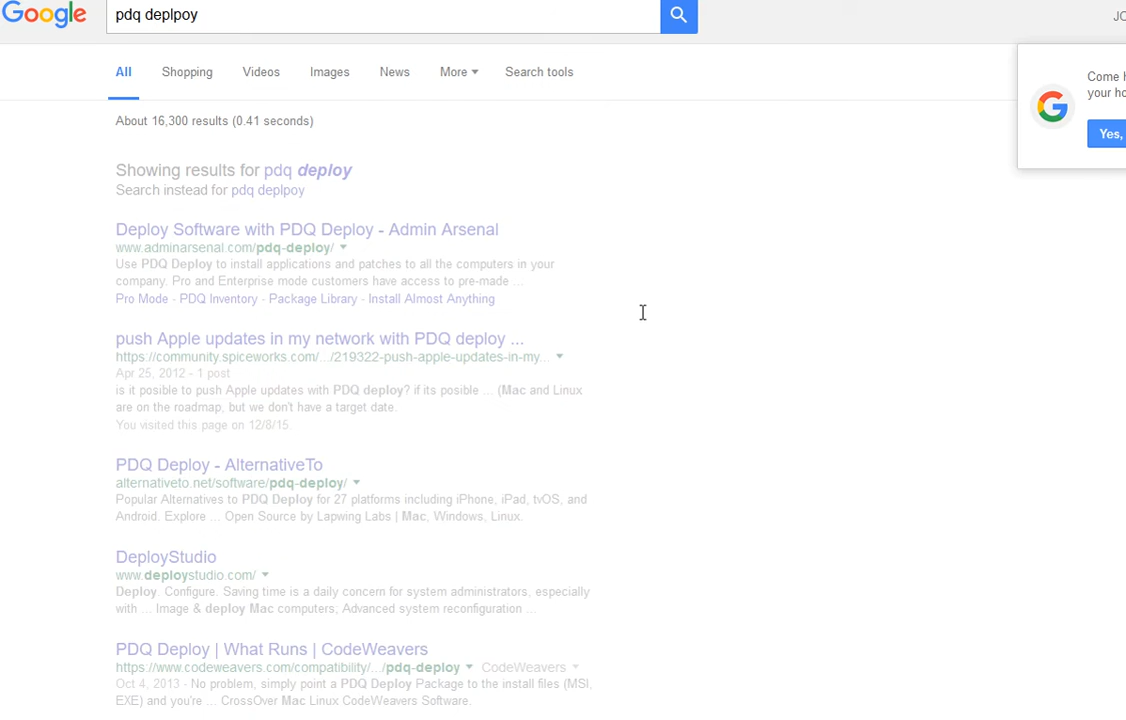 Google
pdq deplpoy
JO
All Shopping Videos Images News More Search tools
Come h
your ho
Yes,
About 16,300 results (0.41 seconds)
Showing results for pdq deploy
Search instead for pdq deplpoy
Deploy Software with PDQ Deploy - Admin Arsenal
www.adminarsenal.com/pdq-deploy/
Use PDQ Deploy to install applications and patches to all the computers in your
company. Pro and Enterprise mode customers have access to pre-made ...
Pro Mode - PDQ Inventory - Package Library - Install Almost Anything
push Apple updates in my network with PDQ deploy ...
https://community.spiceworks.com/.../219322-push-apple-updates-in-my...
Apr 25, 2012 - 1 post
is it posible to push Apple updates with PDQ deploy? if its posible ... (Mac and Linux
are on the roadmap, but we don't have a target date.
You visited this page on 12/8/15.
PDQ Deploy - AlternativeTo
alternativeto.net/software/pdq-deploy/
Popular Alternatives to PDQ Deploy for 27 platforms including iPhone, iPad, tvOS, and
Android. Explore ... Open Source by Lapwing Labs | Mac, Windows, Linux.
DeployStudio
www.deploystudio.com/
Deploy. Configure. Saving time is a daily concern for system administrators, especially
with ... Image & deploy Mac computers; Advanced system reconfiguration ...
PDQ Deploy | What Runs | CodeWeavers
https://www.codeweavers.com/compatibility/.../pdq-deploy CodeWeavers
Oct 4, 2013 - No problem, simply point a PDQ Deploy Package to the install files (MSI,
EXE) and you're ... CrossOver Mac Linux CodeWeavers Software.